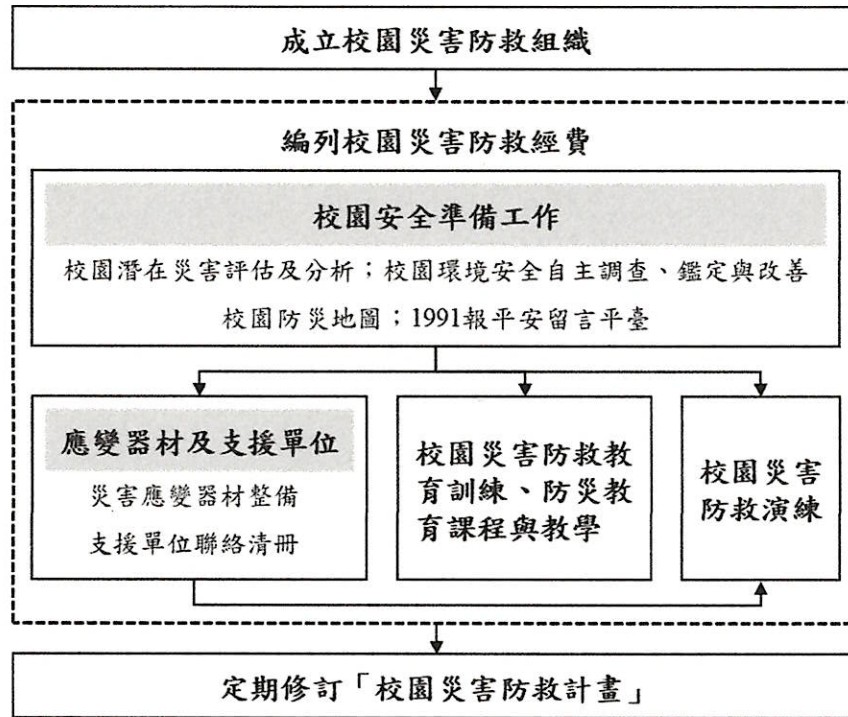 成立校園災害防救組織
編列校園災害防救經費
校園安全準備工作
校園潛在災害評估及分析；校園環境安全自主調查、鑑定與改善
校園防災地圖；1991報平安留言平臺
應變器材及支援單位
災害應變器材整備
支援單位聯絡清冊
校園災害防救教
育訓練、防災教
育課程與教學
校園災害
防救演練
定期修訂「校園災害防救計畫」